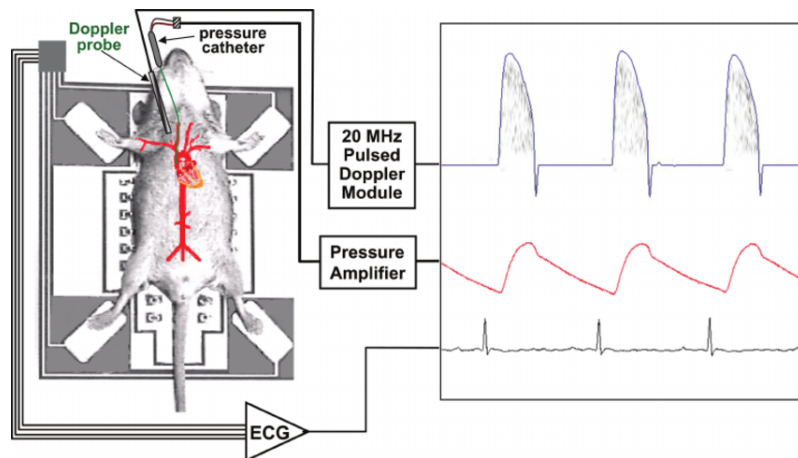 Doppler
probe
pressure
catheter
20 MHz
Pulsed
Doppler
Module
Pressure
Amplifier
ECG